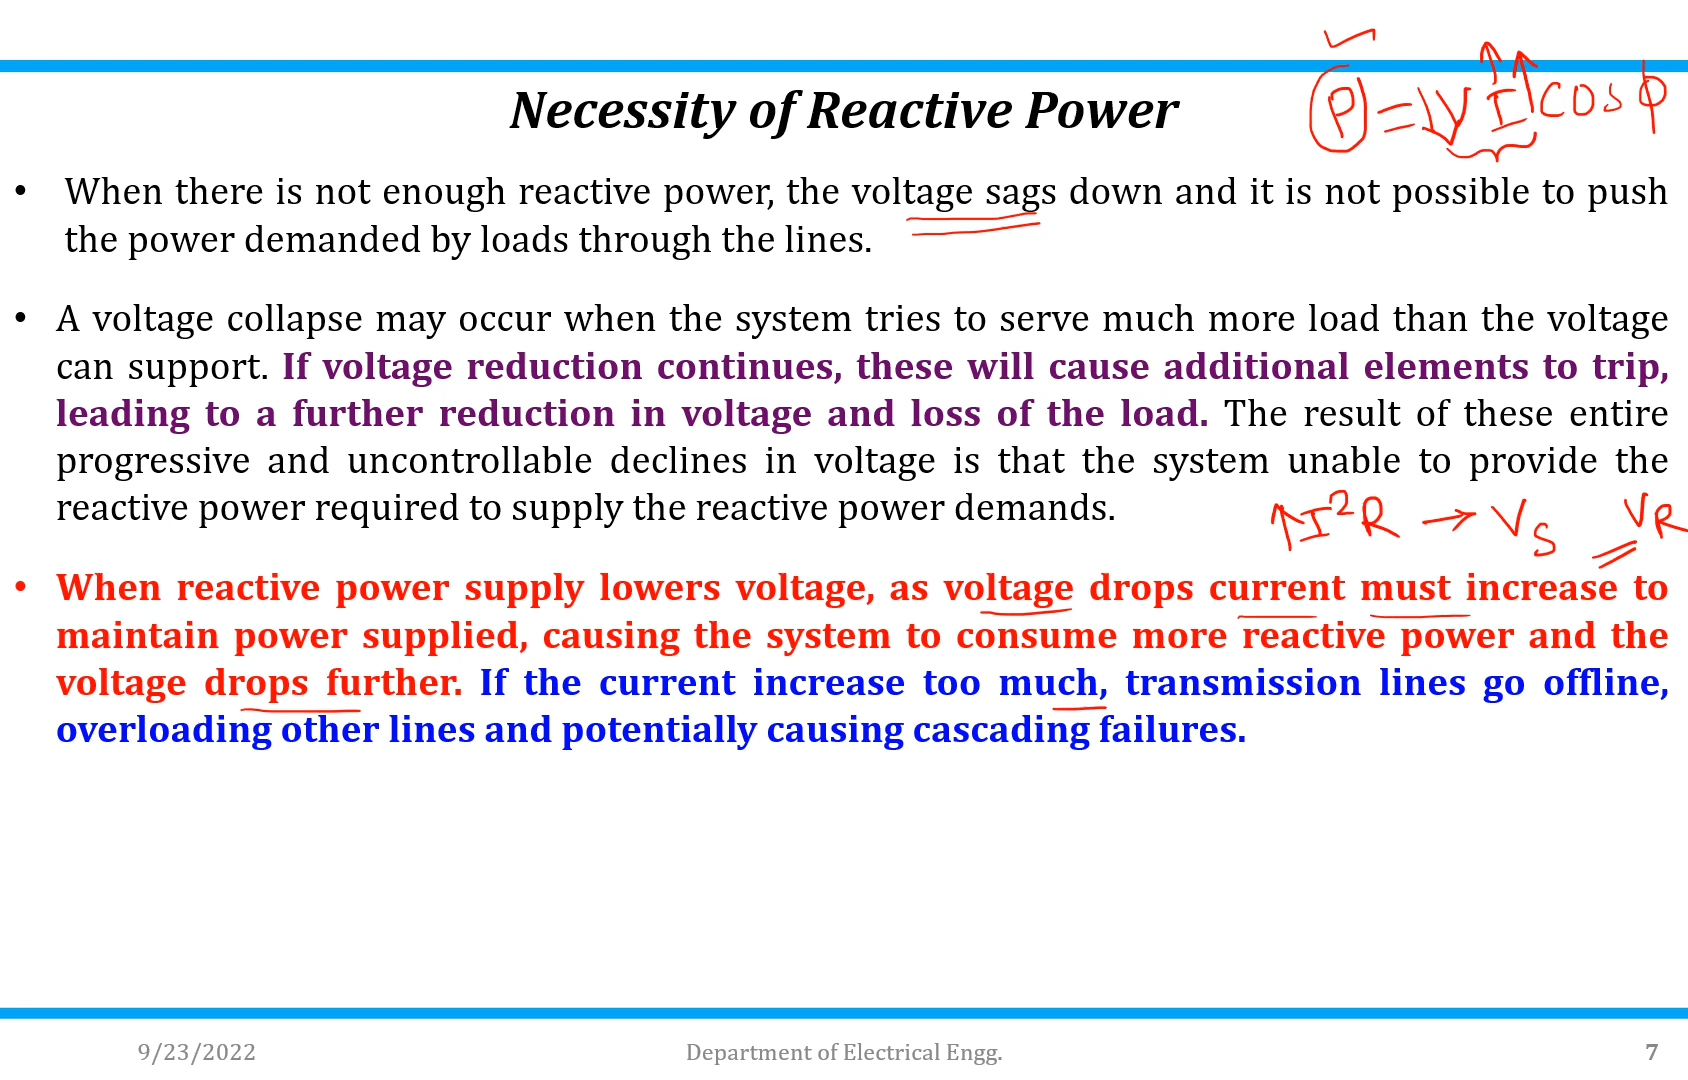 P = ↓V I↑↑ cos φ
Necessity of Reactive Power
• When there is not enough reactive power, the voltage sags down and it is not possible to push
the power demanded by loads through the lines.
• A voltage collapse may occur when the system tries to serve much more load than the voltage
can support. If voltage reduction continues, these will cause additional elements to trip,
leading to a further reduction in voltage and loss of the load. The result of these entire
progressive and uncontrollable declines in voltage is that the system unable to provide the
reactive power required to supply the reactive power demands.
↑I²R → V_S V_R
• When reactive power supply lowers voltage, as voltage drops current must increase to
maintain power supplied, causing the system to consume more reactive power and the
voltage drops further. If the current increase too much, transmission lines go offline,
overloading other lines and potentially causing cascading failures.
9/23/2022 Department of Electrical Engg. 7